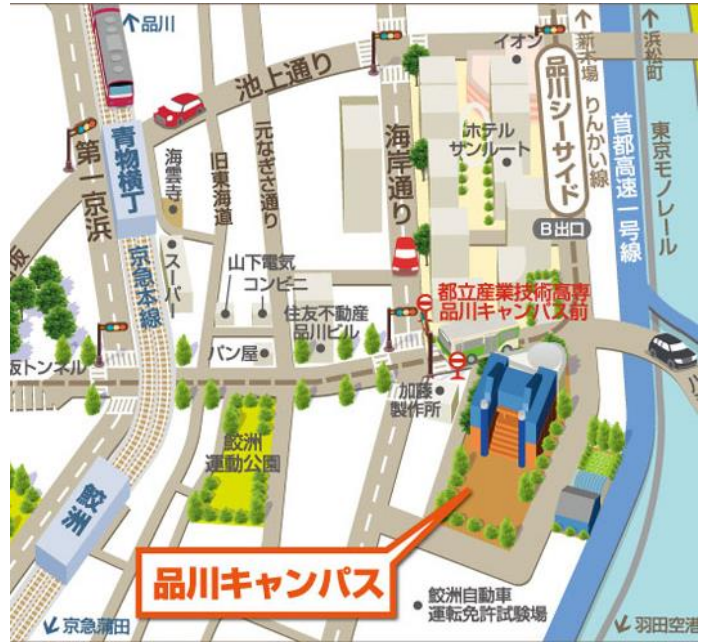 品川
池上通り
イオン
新木場
浜松町
品川シーサイド
りんかい線
首都高速一号線
東京モノレール
第一京浜
青物横丁
海雲寺
旧東海道
元なぎさ通り
海岸通り
ホテル
サンルート
B出口
京急本線
スーパー
山下電気
コンビニ
住友不動産
品川ビル
都立産業技術高専
品川キャンパス前
阪トンネル
パン屋
加藤
製作所
鮫洲
運動公園
鮫洲
品川キャンパス
鮫洲自動車
運転免許試験場
京急蒲田
羽田空港